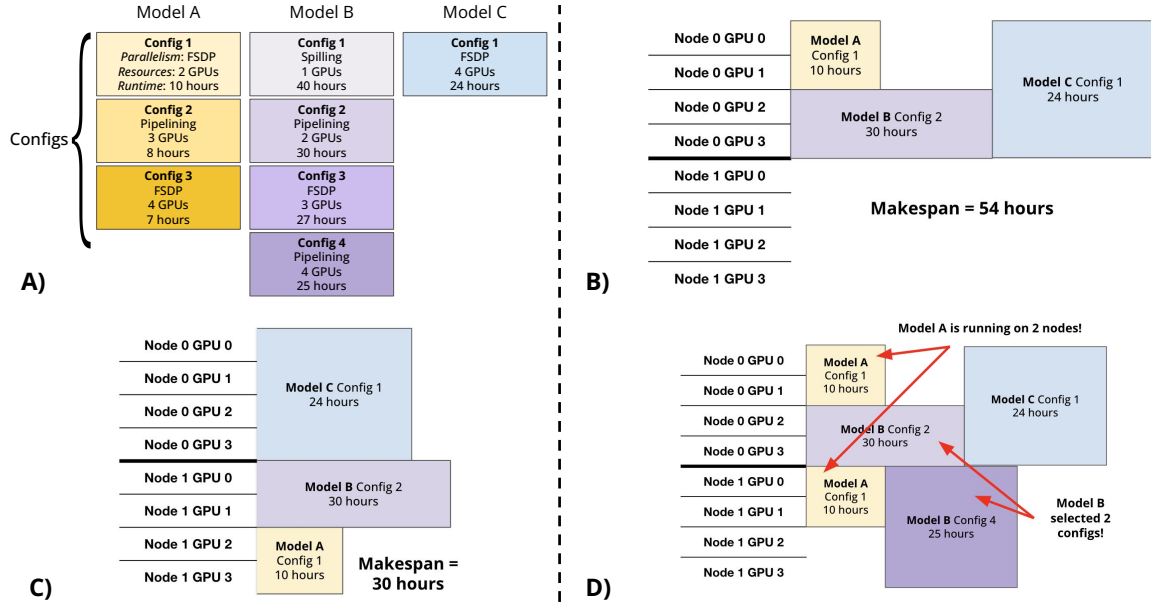 Model A
Model B
Model C
Configs
Config 1
Parallelism: FSDP
Resources: 2 GPUs
Runtime: 10 hours
Config 2
Pipelining
3 GPUs
8 hours
Config 3
FSDP
4 GPUs
7 hours
Config 1
Spilling
1 GPUs
40 hours
Config 2
Pipelining
2 GPUs
30 hours
Config 3
FSDP
3 GPUs
27 hours
Config 4
Pipelining
4 GPUs
25 hours
Config 1
FSDP
4 GPUs
24 hours
A)
Node 0 GPU 0
Node 0 GPU 1
Node 0 GPU 2
Node 0 GPU 3
Node 1 GPU 0
Node 1 GPU 1
Node 1 GPU 2
Node 1 GPU 3
Model A
Config 1
10 hours
Model B Config 2
30 hours
Model C Config 1
24 hours
Makespan = 54 hours
B)
Node 0 GPU 0
Node 0 GPU 1
Node 0 GPU 2
Node 0 GPU 3
Node 1 GPU 0
Node 1 GPU 1
Node 1 GPU 2
Node 1 GPU 3
Model C Config 1
24 hours
Model B Config 2
30 hours
Model A
Config 1
10 hours
Makespan =
30 hours
C)
Model A is running on 2 nodes!
Node 0 GPU 0
Node 0 GPU 1
Node 0 GPU 2
Node 0 GPU 3
Node 1 GPU 0
Node 1 GPU 1
Node 1 GPU 2
Node 1 GPU 3
Model A
Config 1
10 hours
Model B Config 2
30 hours
Model C Config 1
24 hours
Model A
Config 1
10 hours
Model B Config 4
25 hours
Model B
selected 2
configs!
D)